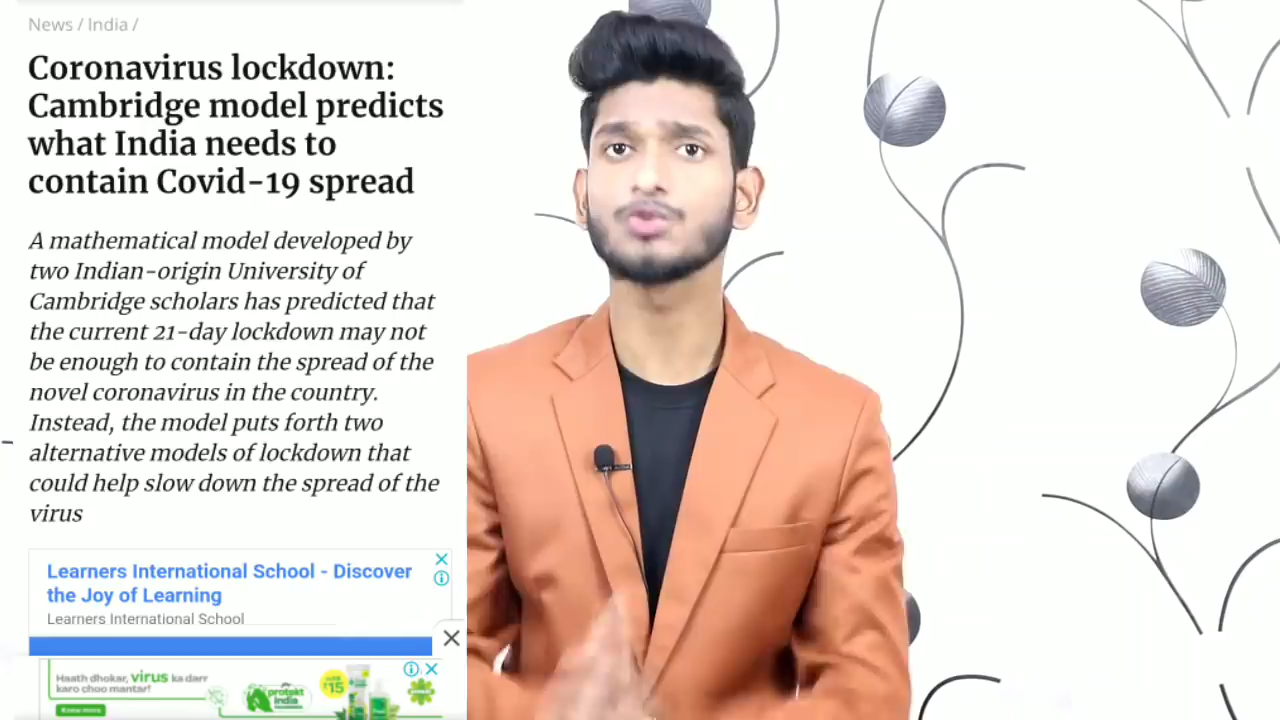 News / India /
Coronavirus lockdown:
Cambridge model predicts
what India needs to
contain Covid-19 spread
A mathematical model developed by
two Indian-origin University of
Cambridge scholars has predicted that
the current 21-day lockdown may not
be enough to contain the spread of the
novel coronavirus in the country.
Instead, the model puts forth two
alternative models of lockdown that
could help slow down the spread of the
virus
Learners International School - Discover
the Joy of Learning
Learners International School
Haath dhokar, virus ka darr
karo choo mantar!
Know more
protekt
india
₹15